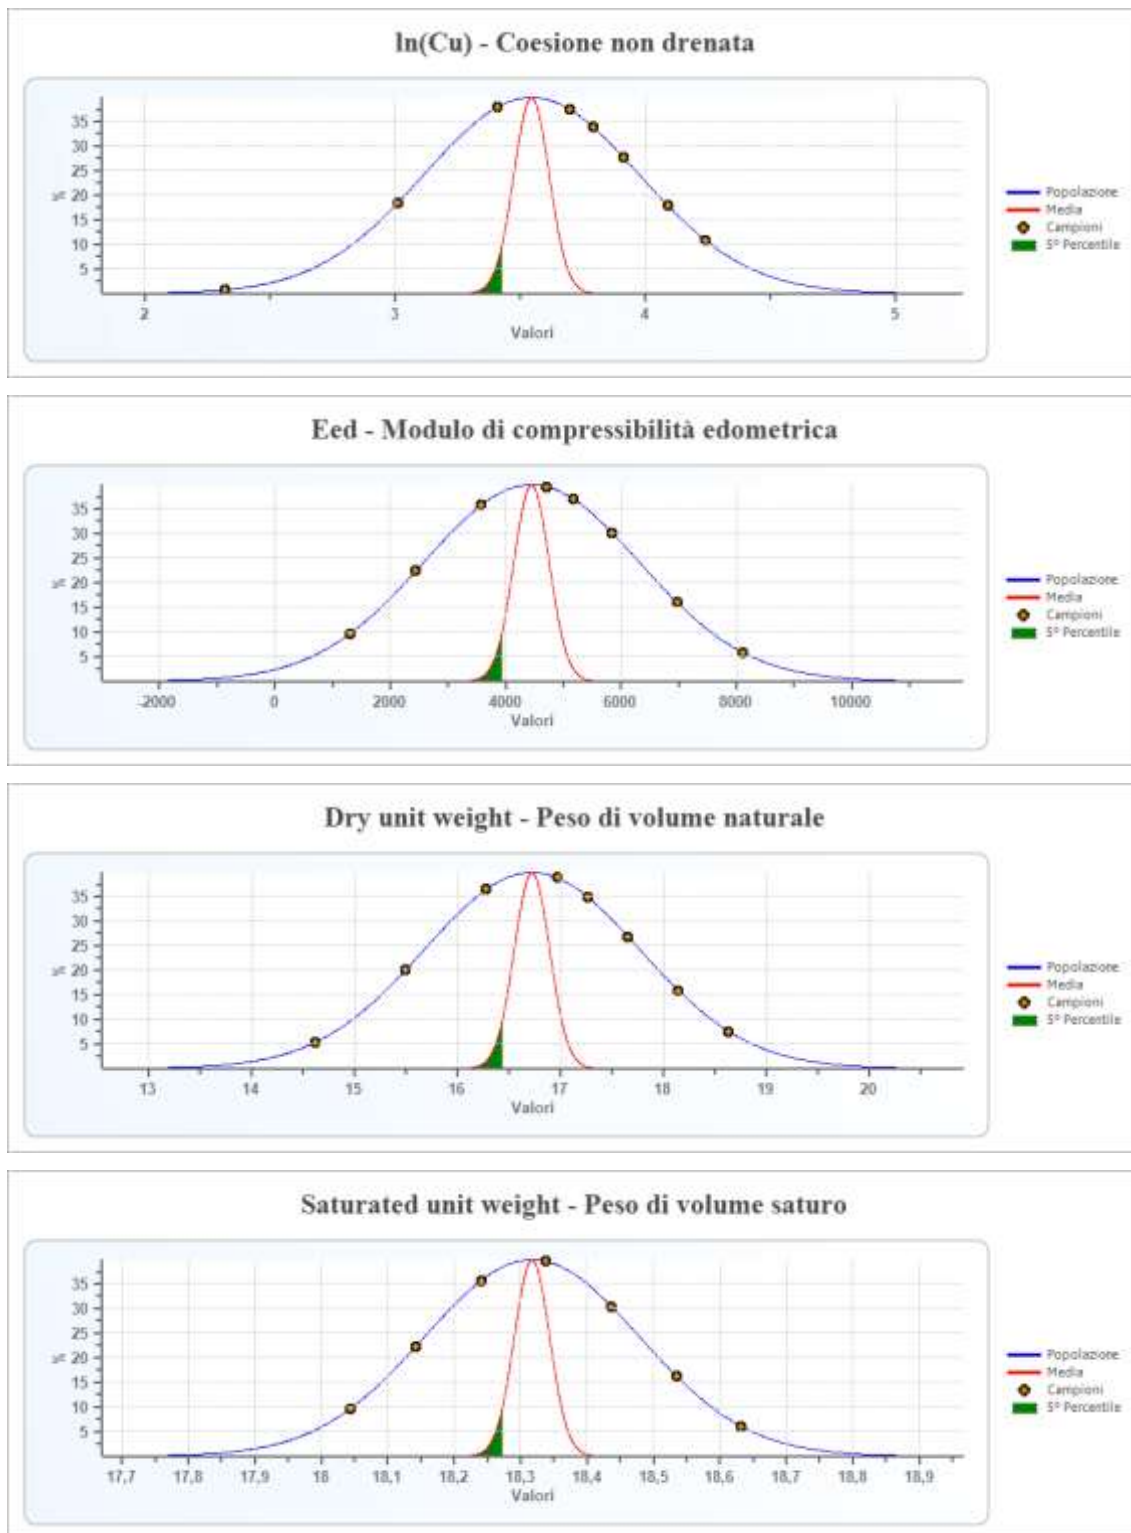 ln(Cu) - Coesione non drenata
35
30
25
20
15
10
5
%
2 3 4 5
Valori
Popolazione
Media
Campioni
5° Percentile
Eed - Modulo di compressibilità edometrica
35
30
25
20
15
10
5
%
-2000 0 2000 4000 6000 8000 10000
Valori
Popolazione
Media
Campioni
5° Percentile
Dry unit weight - Peso di volume naturale
35
30
25
20
15
10
5
%
13 14 15 16 17 18 19 20
Valori
Popolazione
Media
Campioni
5° Percentile
Saturated unit weight - Peso di volume saturo
35
30
25
20
15
10
5
%
17,7 17,8 17,9 18 18,1 18,2 18,3 18,4 18,5 18,6 18,7 18,8 18,9
Valori
Popolazione
Media
Campioni
5° Percentile